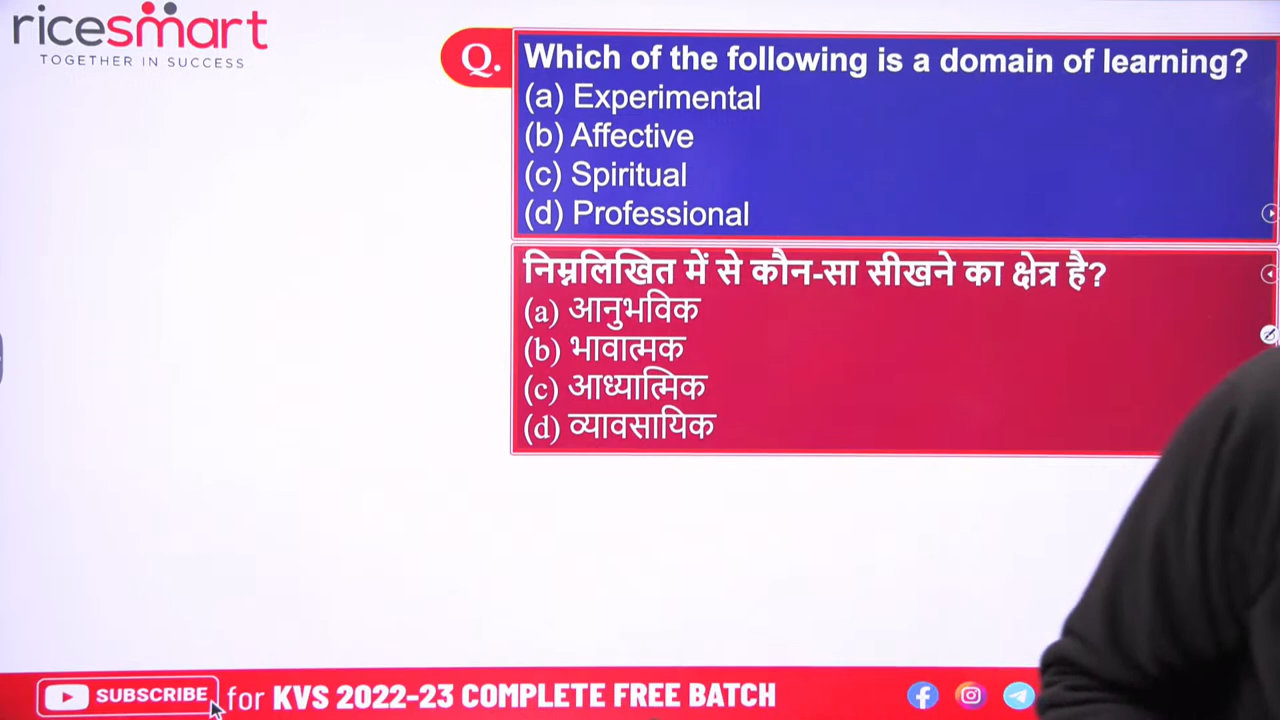 ricesmart
TOGETHER IN SUCCESS
Q. Which of the following is a domain of learning?
(a) Experimental
(b) Affective
(c) Spiritual
(d) Professional
निम्नलिखित में से कौन-सा सीखने का क्षेत्र है?
(a) आनुभविक
(b) भावात्मक
(c) आध्यात्मिक
(d) व्यावसायिक
SUBSCRIBE for KVS 2022-23 COMPLETE FREE BATCH